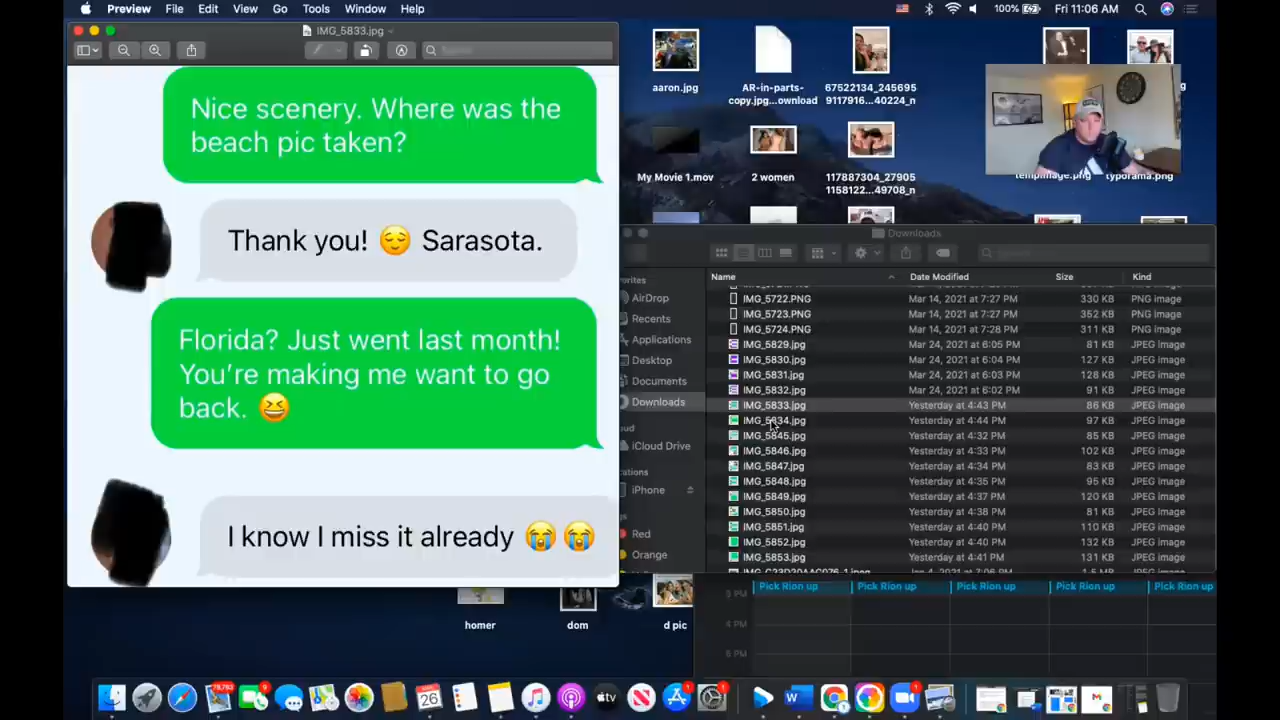 Preview File Edit View Go Tools Window Help
100% Fri 11:06 AM
IMG_5833.jpg
Search
Nice scenery. Where was the
beach pic taken?
Thank you! 😌 Sarasota.
Florida? Just went last month!
You're making me want to go
back. 😆
I know I miss it already 😭😭
aaron.jpg
AR-in-parts-
copy.jpg...ownload
67522134_245695
9117916...40224_n
My Movie 1.mov
2 women
117887304_27905
1158122...49708_n
tempimage.png
typorama.png
Downloads
Name Date Modified Size Kind
IMG_5722.PNG Mar 14, 2021 at 7:27 PM 330 KB PNG image
IMG_5723.PNG Mar 14, 2021 at 7:27 PM 352 KB PNG image
IMG_5724.PNG Mar 14, 2021 at 7:28 PM 311 KB PNG image
IMG_5829.jpg Mar 24, 2021 at 6:05 PM 81 KB JPEG image
IMG_5830.jpg Mar 24, 2021 at 6:04 PM 127 KB JPEG image
IMG_5831.jpg Mar 24, 2021 at 6:03 PM 128 KB JPEG image
IMG_5832.jpg Mar 24, 2021 at 6:02 PM 91 KB JPEG image
IMG_5833.jpg Yesterday at 4:43 PM 86 KB JPEG image
IMG_5834.jpg Yesterday at 4:44 PM 97 KB JPEG image
IMG_5845.jpg Yesterday at 4:32 PM 85 KB JPEG image
IMG_5846.jpg Yesterday at 4:33 PM 102 KB JPEG image
IMG_5847.jpg Yesterday at 4:34 PM 83 KB JPEG image
IMG_5848.jpg Yesterday at 4:35 PM 95 KB JPEG image
IMG_5849.jpg Yesterday at 4:37 PM 120 KB JPEG image
IMG_5850.jpg Yesterday at 4:38 PM 81 KB JPEG image
IMG_5851.jpg Yesterday at 4:40 PM 110 KB JPEG image
IMG_5852.jpg Yesterday at 4:40 PM 82 KB JPEG image
IMG_5853.jpg Yesterday at 4:41 PM 131 KB JPEG image
vorites
AirDrop
Recents
Applications
Desktop
Documents
Downloads
oud
iCloud Drive
ations
iPhone
gs
Red
Orange
Pick Rion up Pick Rion up Pick Rion up Pick Rion up Pick Rion up
3 PM
4 PM
homer
dom
d pic
26
tv